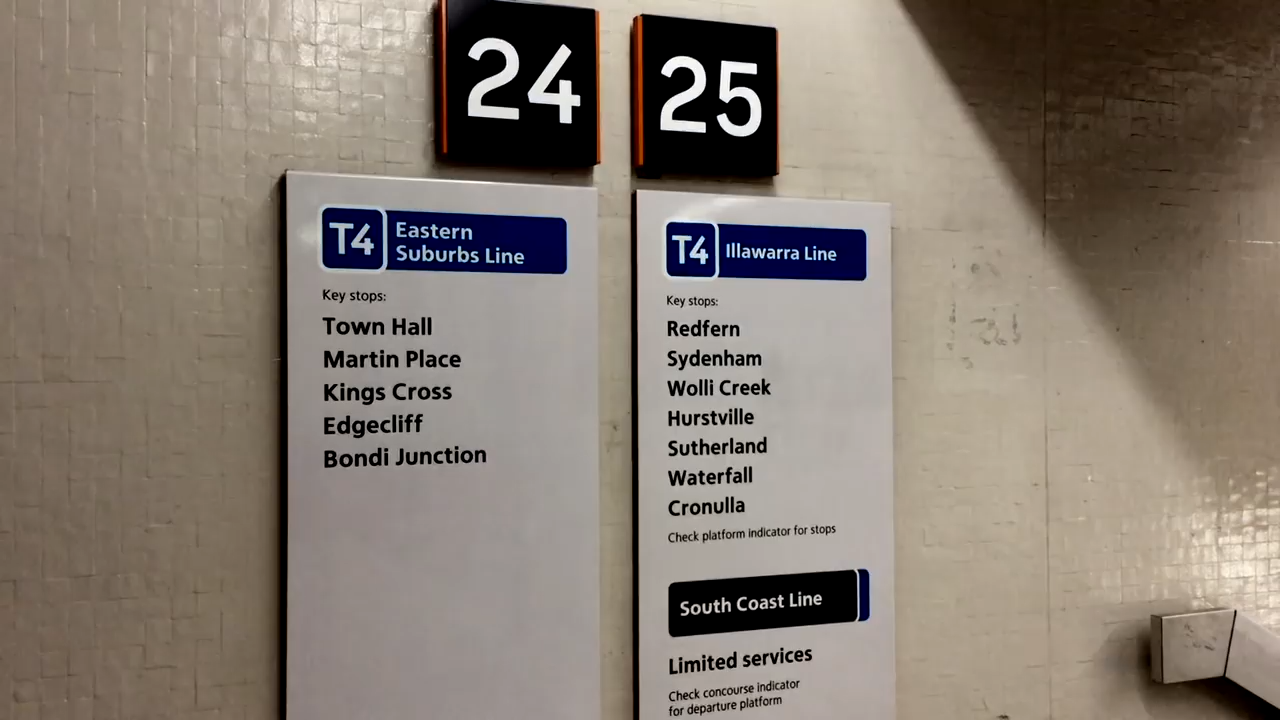 24
T4 Eastern
Suburbs Line
Key stops:
Town Hall
Martin Place
Kings Cross
Edgecliff
Bondi Junction
25
T4 Illawarra Line
Key stops:
Redfern
Sydenham
Wolli Creek
Hurstville
Sutherland
Waterfall
Cronulla
Check platform indicator for stops
South Coast Line
Limited services
Check concourse indicator
for departure platform